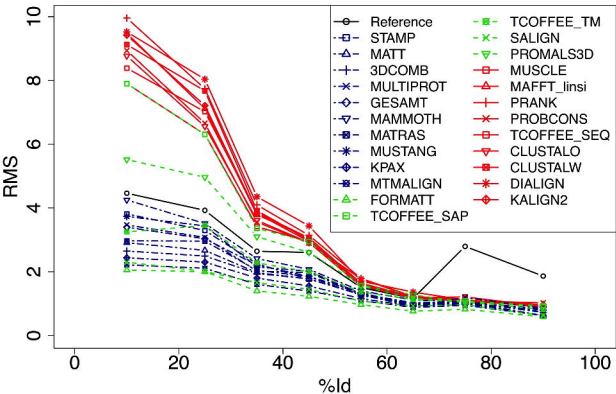 10
8
6
4
2
0
RMS
Reference
STAMP
MATT
3DCOMB
MULTIPROT
GESAMT
MAMMOTH
MATRAS
MUSTANG
KPAX
MTMALIGN
FORMATT
TCOFFEE_SAP
TCOFFEE_TM
SALIGN
PROMALS3D
MUSCLE
MAFFT_linsi
PRANK
PROBCONS
TCOFFEE_SEQ
CLUSTALO
CLUSTALW
DIALIGN
KALIGN2
0 20 40 60 80 100
%Id